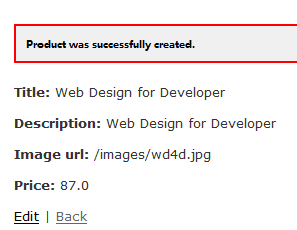 Product was successfully created.
Title: Web Design for Developer
Description: Web Design for Developer
Image url: /images/wd4d.jpg
Price: 87.0
Edit | Back